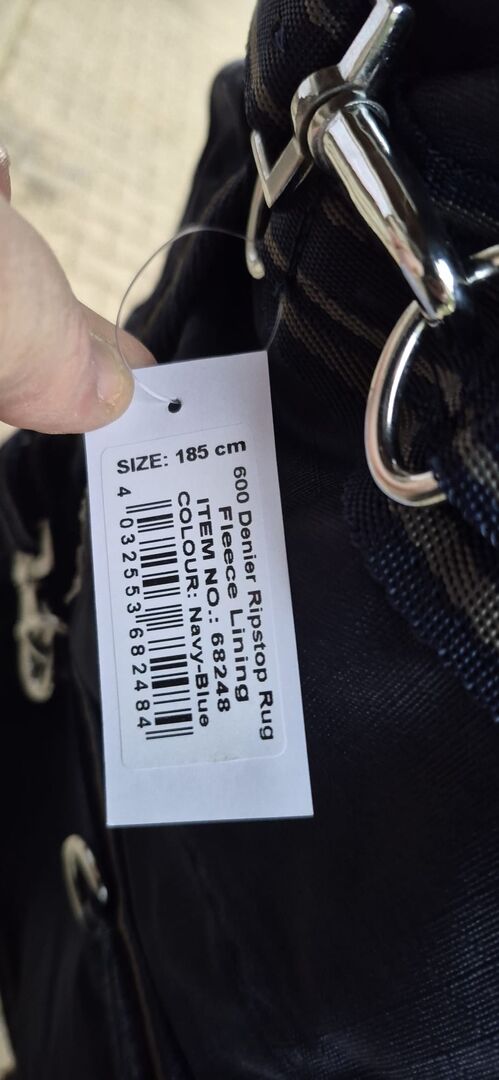 SIZE: 185 cm
600 Denier Ripstop Rug
Fleece Lining
ITEM NO.: 68248
COLOUR: Navy-Blue
4 032553 682484